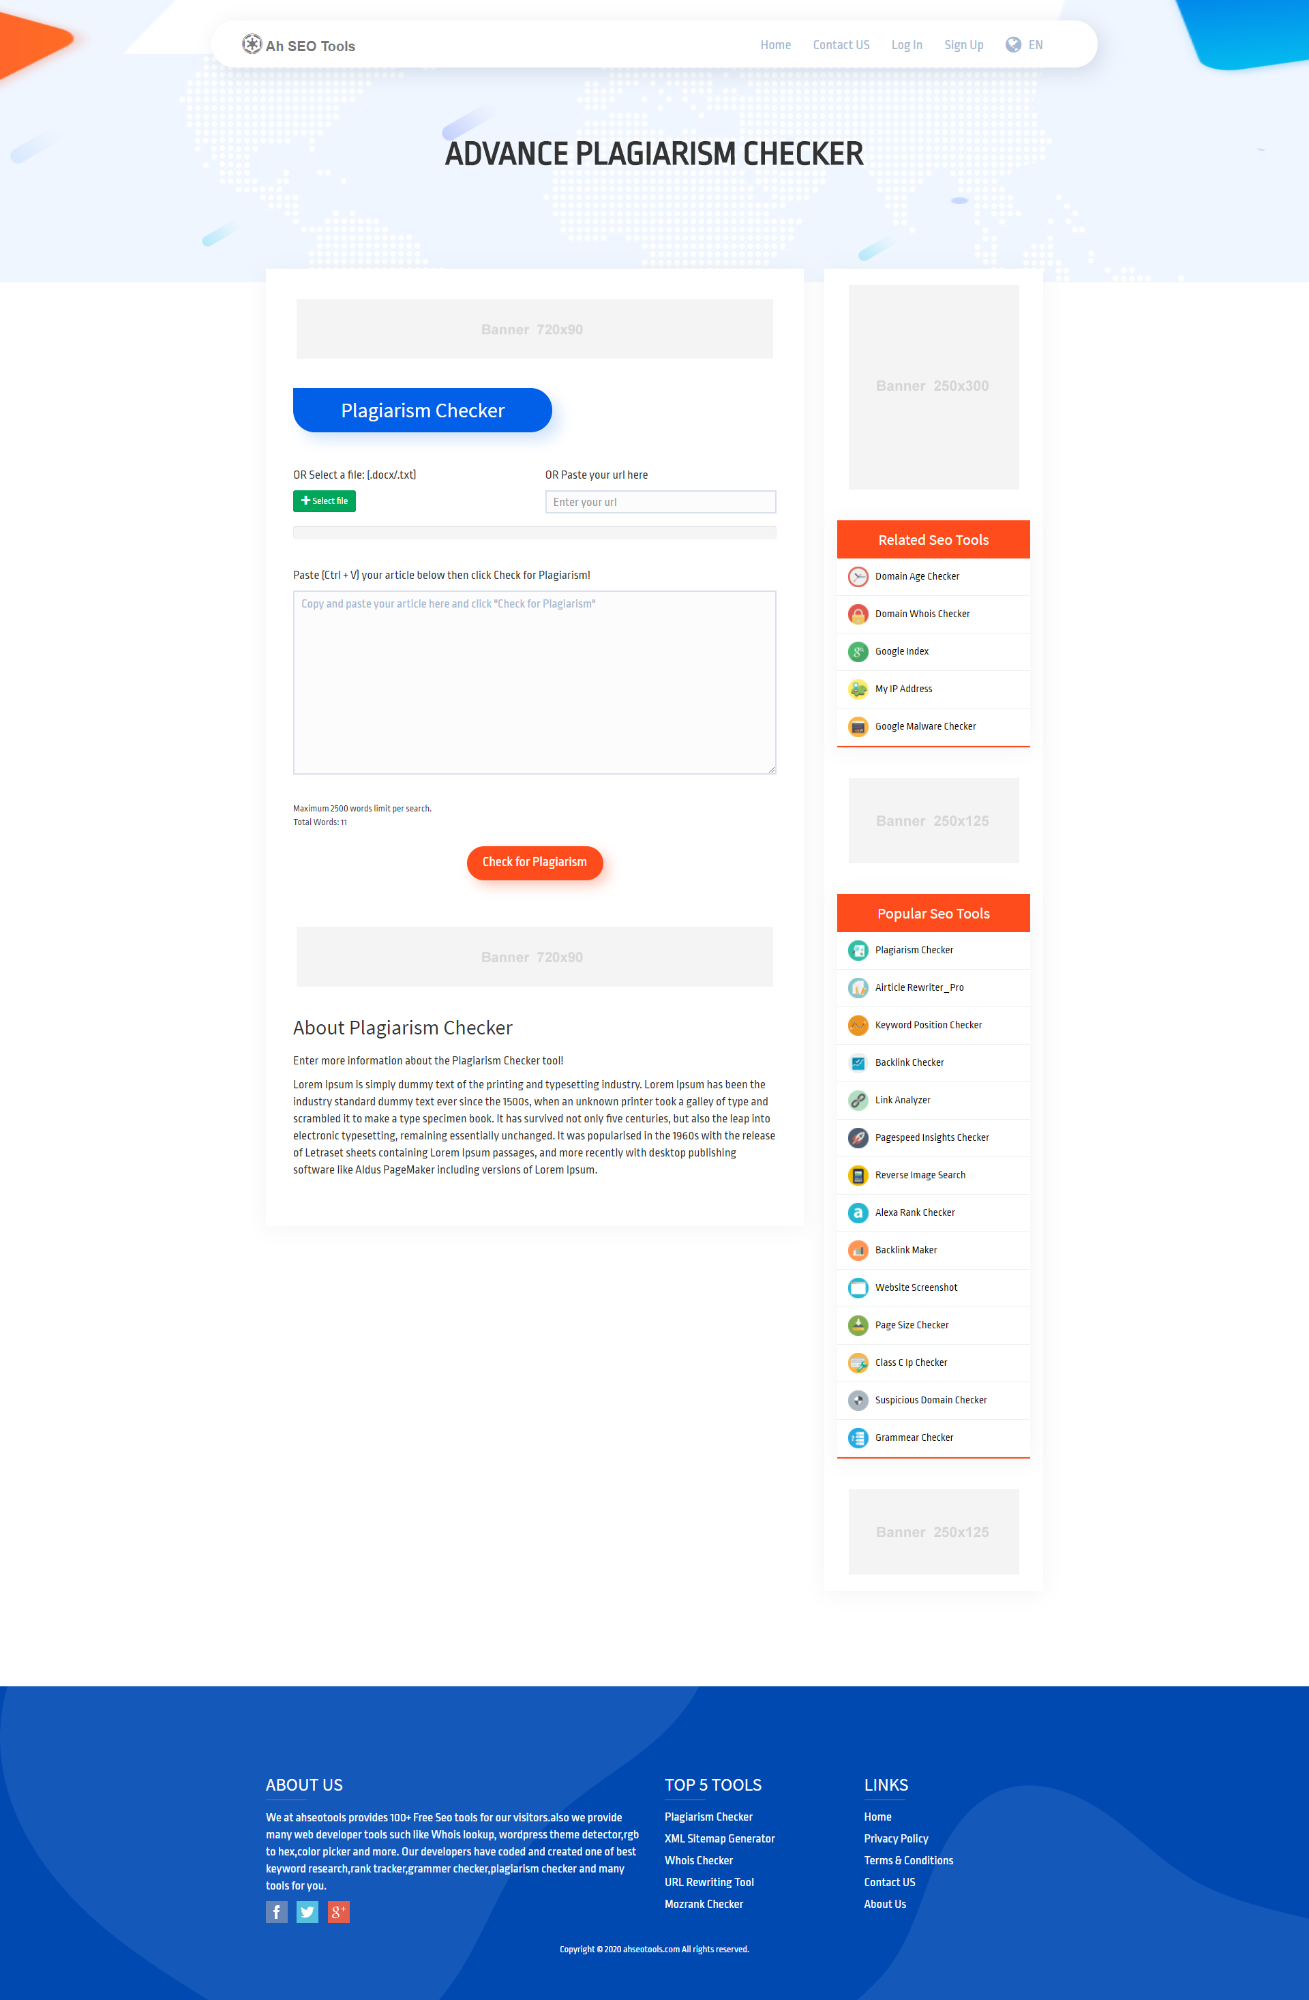 Ah SEO Tools
Home
Contact US
Log In
Sign Up
EN
ADVANCE PLAGIARISM CHECKER
Banner 720x90
Plagiarism Checker
OR Select a file: (.docx/.txt)
Select file
OR Paste your url here
Enter your url
Paste (Ctrl + V) your article below then click Check for Plagiarism!
Copy and paste your article here and click "Check for Plagiarism"
Maximum 2500 words limit per search.
Total Words: 11
Check for Plagiarism
Banner 720x90
About Plagiarism Checker
Enter more information about the Plagiarism Checker tool!
Lorem Ipsum is simply dummy text of the printing and typesetting industry. Lorem Ipsum has been the
industry standard dummy text ever since the 1500s, when an unknown printer took a galley of type and
scrambled it to make a type specimen book. It has survived not only five centuries, but also the leap into
electronic typesetting, remaining essentially unchanged. It was popularised in the 1960s with the release
of Letraset sheets containing Lorem Ipsum passages, and more recently with desktop publishing
software like Aldus PageMaker including versions of Lorem Ipsum.
Banner 250x300
Related Seo Tools
Domain Age Checker
Domain Whois Checker
Google Index
My IP Address
Google Malware Checker
Banner 250x125
Popular Seo Tools
Plagiarism Checker
Airticle Rewriter_Pro
Keyword Position Checker
Backlink Checker
Link Analyzer
Pagespeed Insights Checker
Reverse Image Search
Alexa Rank Checker
Backlink Maker
Website Screenshot
Page Size Checker
Class C Ip Checker
Suspicious Domain Checker
Grammear Checker
Banner 250x125
ABOUT US
We at ahseotools provides 100+ Free Seo tools for our visitors.also we provide
many web developer tools such like Whois lookup, wordpress theme detector,rgb
to hex,color picker and more. Our developers have coded and created one of best
keyword research,rank tracker,grammer checker,plagiarism checker and many
tools for you.
TOP 5 TOOLS
Plagiarism Checker
XML Sitemap Generator
Whois Checker
URL Rewriting Tool
Mozrank Checker
LINKS
Home
Privacy Policy
Terms & Conditions
Contact US
About Us
Copyright © 2020 ahseotools.com All rights reserved.